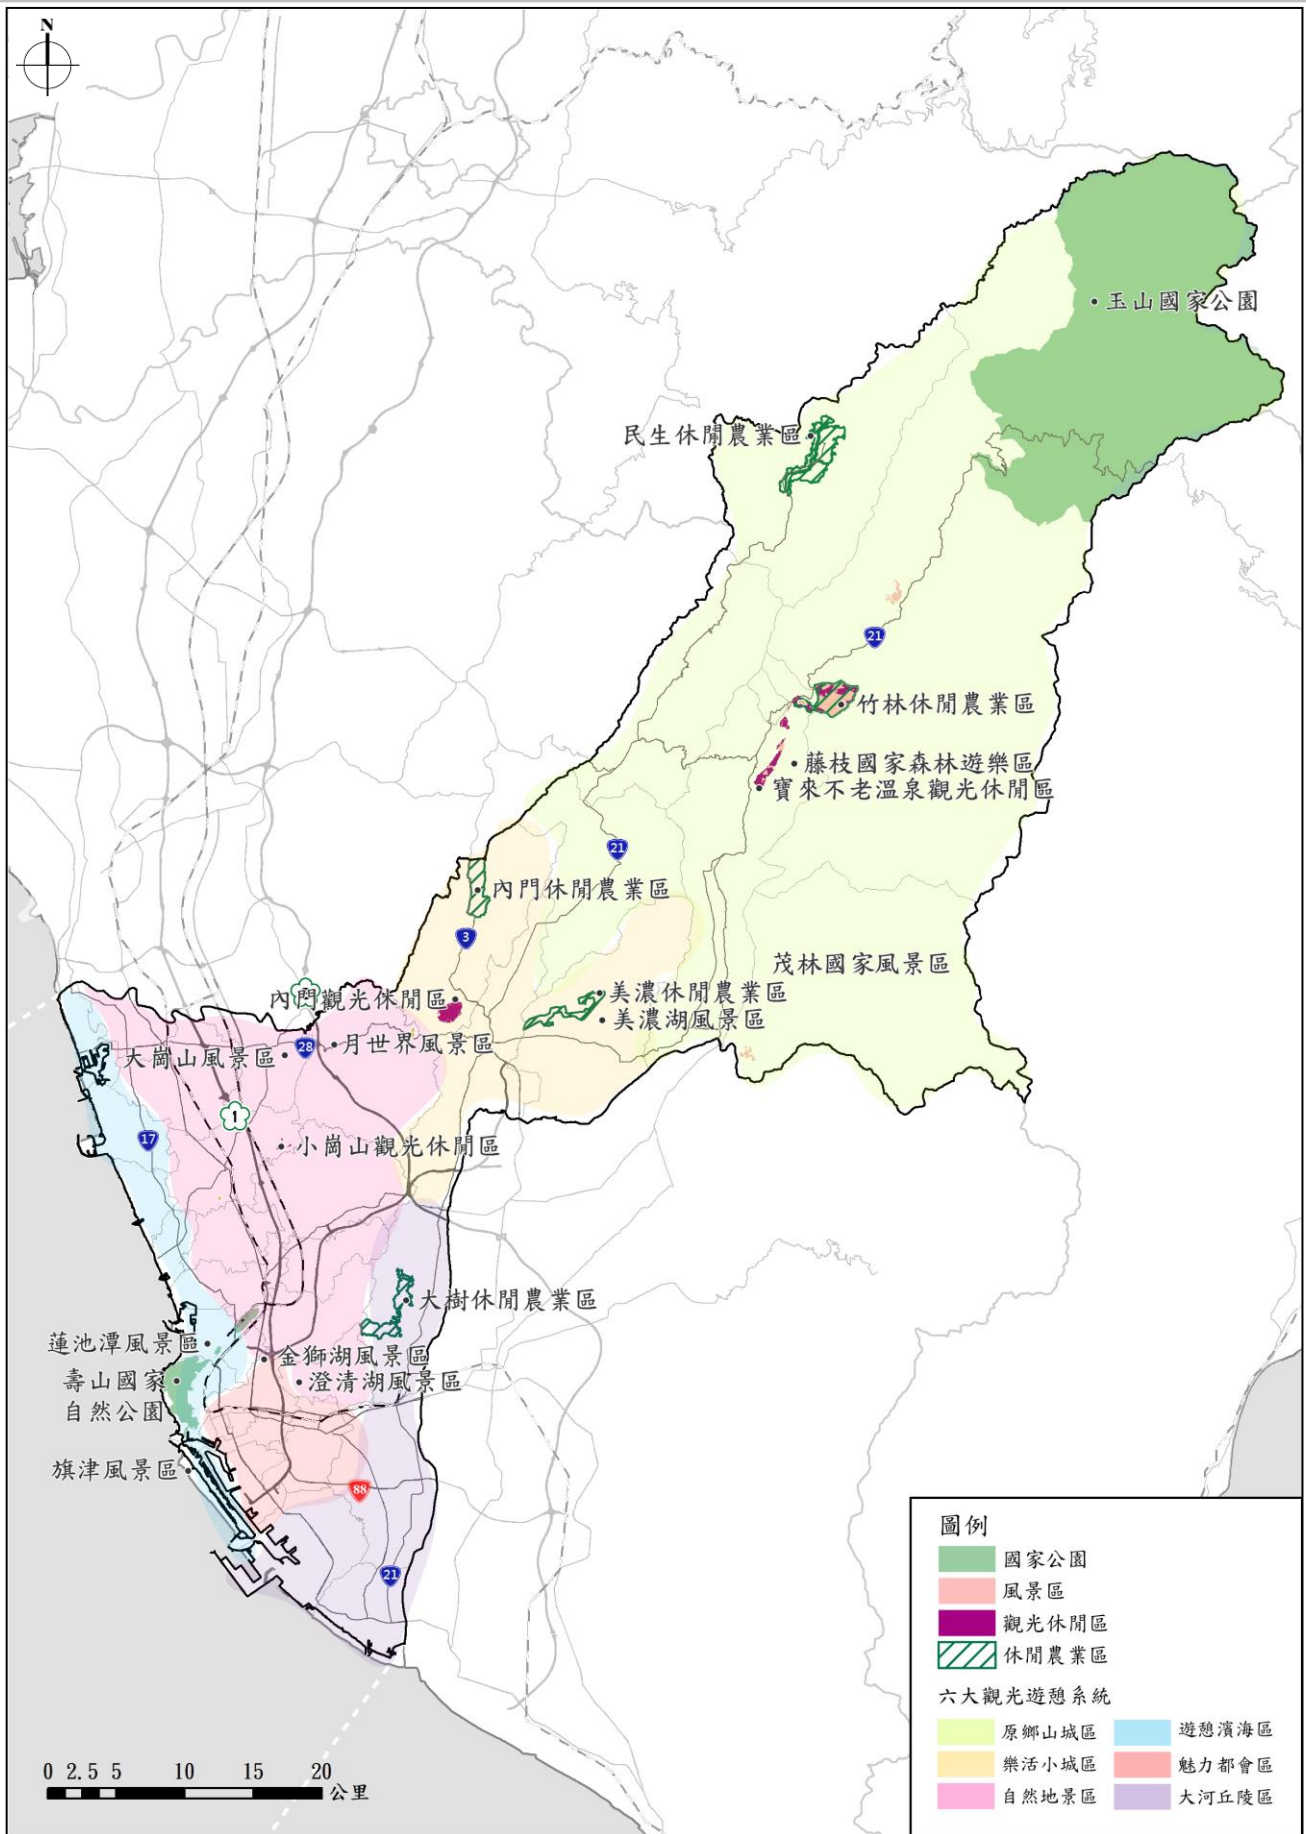 N
玉山國家公園
民生休閒農業區
21
竹林休閒農業區
藤枝國家森林遊樂區
寶來不老溫泉觀光休閒區
21
內門休閒農業區
3
茂林國家風景區
內門觀光休閒區
美濃休閒農業區
美濃湖風景區
大崗山風景區
28
月世界風景區
1
17
小崗山觀光休閒區
大樹休閒農業區
蓮池潭風景區
金獅湖風景區
壽山國家
自然公園
澄清湖風景區
旗津風景區
88
21
圖例
國家公園
風景區
觀光休閒區
休閒農業區
六大觀光遊憩系統
原鄉山城區
遊憩濱海區
樂活小城區
魅力都會區
自然地景區
大河丘陵區
0 2.5 5 10 15 20
公里